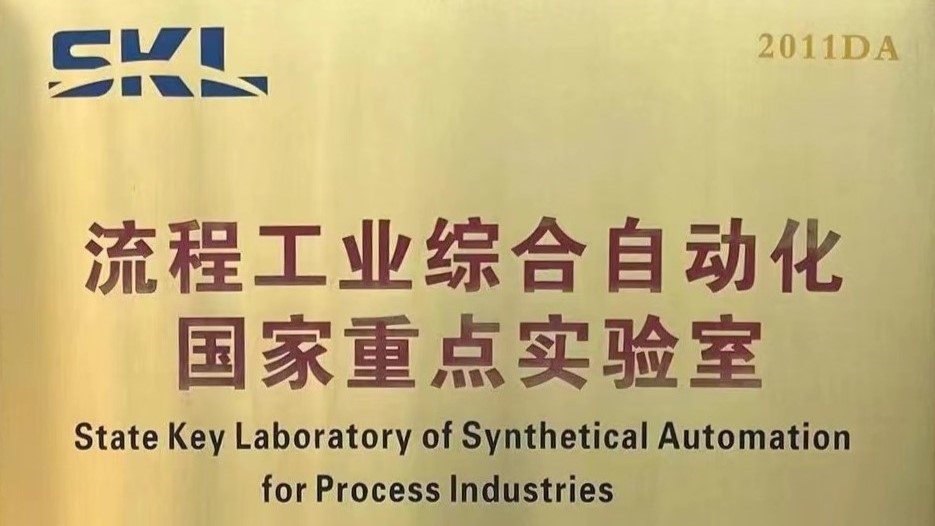 SKL
2011DA
流程工业综合自动化
国家重点实验室
State Key Laboratory of Synthetical Automation
for Process Industries